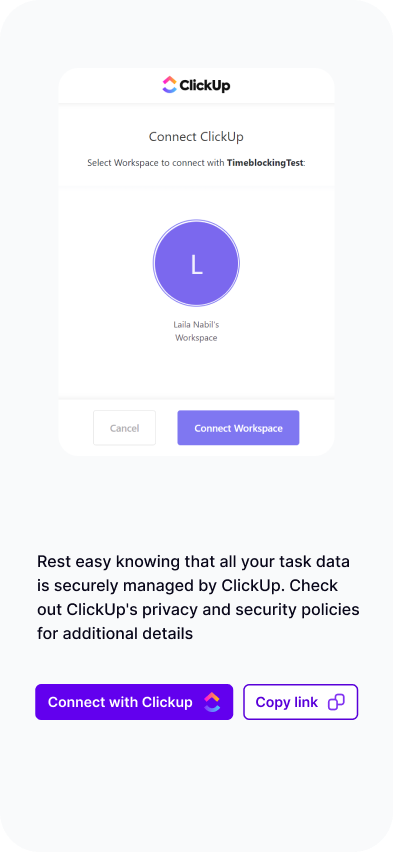 ClickUp
Connect ClickUp
Select Workspace to connect with TimeblockingTest:
L
Laila Nabil's
Workspace
Cancel
Connect Workspace
Rest easy knowing that all your task data
is securely managed by ClickUp. Check
out ClickUp's privacy and security policies
for additional details
Connect with Clickup
Copy link